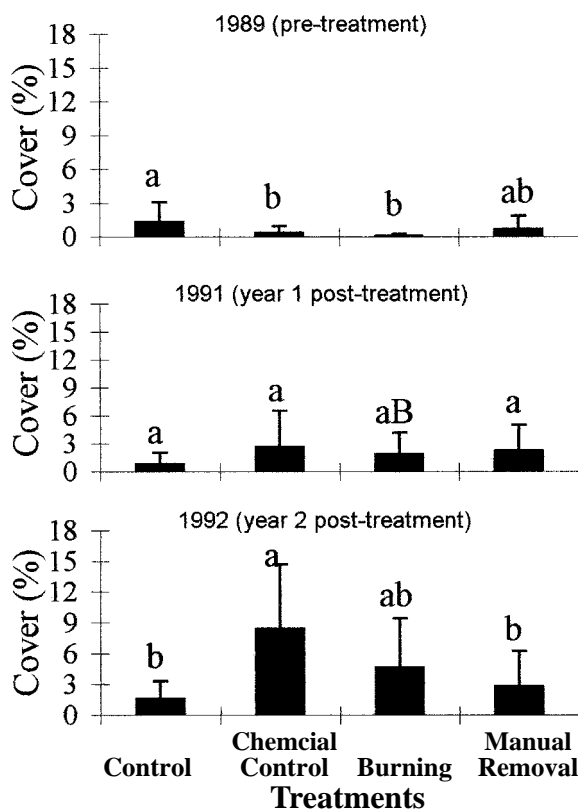 1989 (pre-treatment)
Cover (%)
18
15
12
9
6
3
0
a
b
b
ab
1991 (year 1 post-treatment)
Cover (%)
18
15
12
9
6
3
0
a
a
aB
a
1992 (year 2 post-treatment)
Cover (%)
18
15
12
9
6
3
0
b
a
ab
b
Control
Chemcial
Control
Burning
Manual
Removal
Treatments